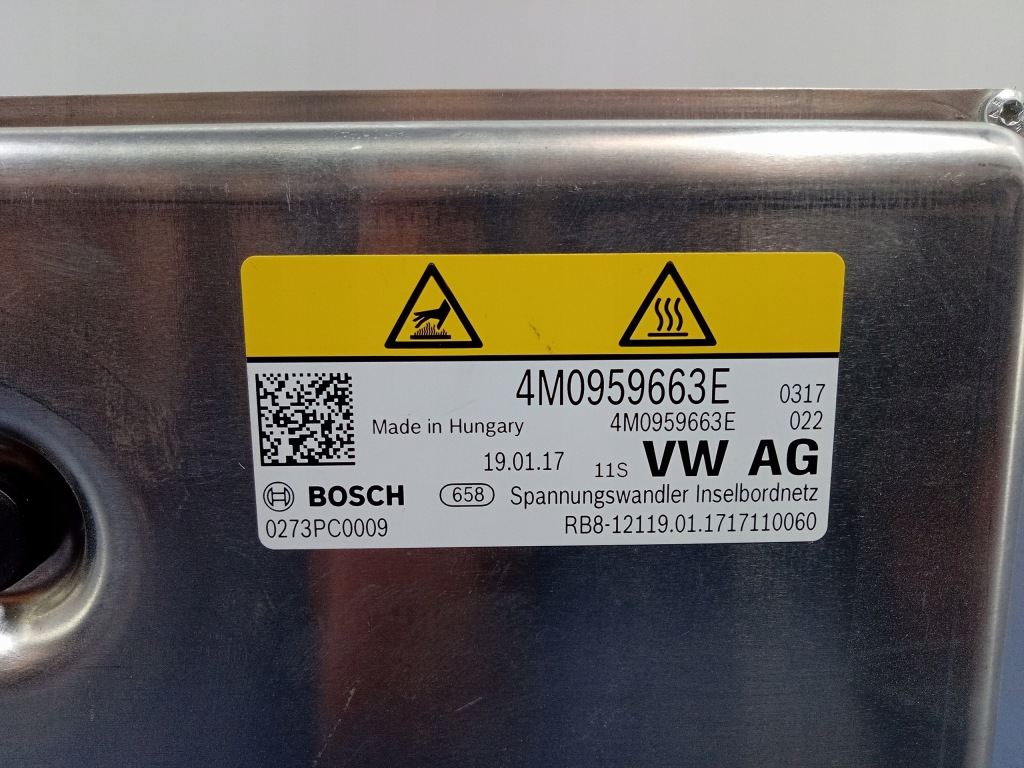 4M0959663E 0317
Made in Hungary 4M0959663E 022
19.01.17 11S VW AG
BOSCH 658 Spannungswandler Inselbordnetz
0273PC0009 RB8-12119.01.1717110060